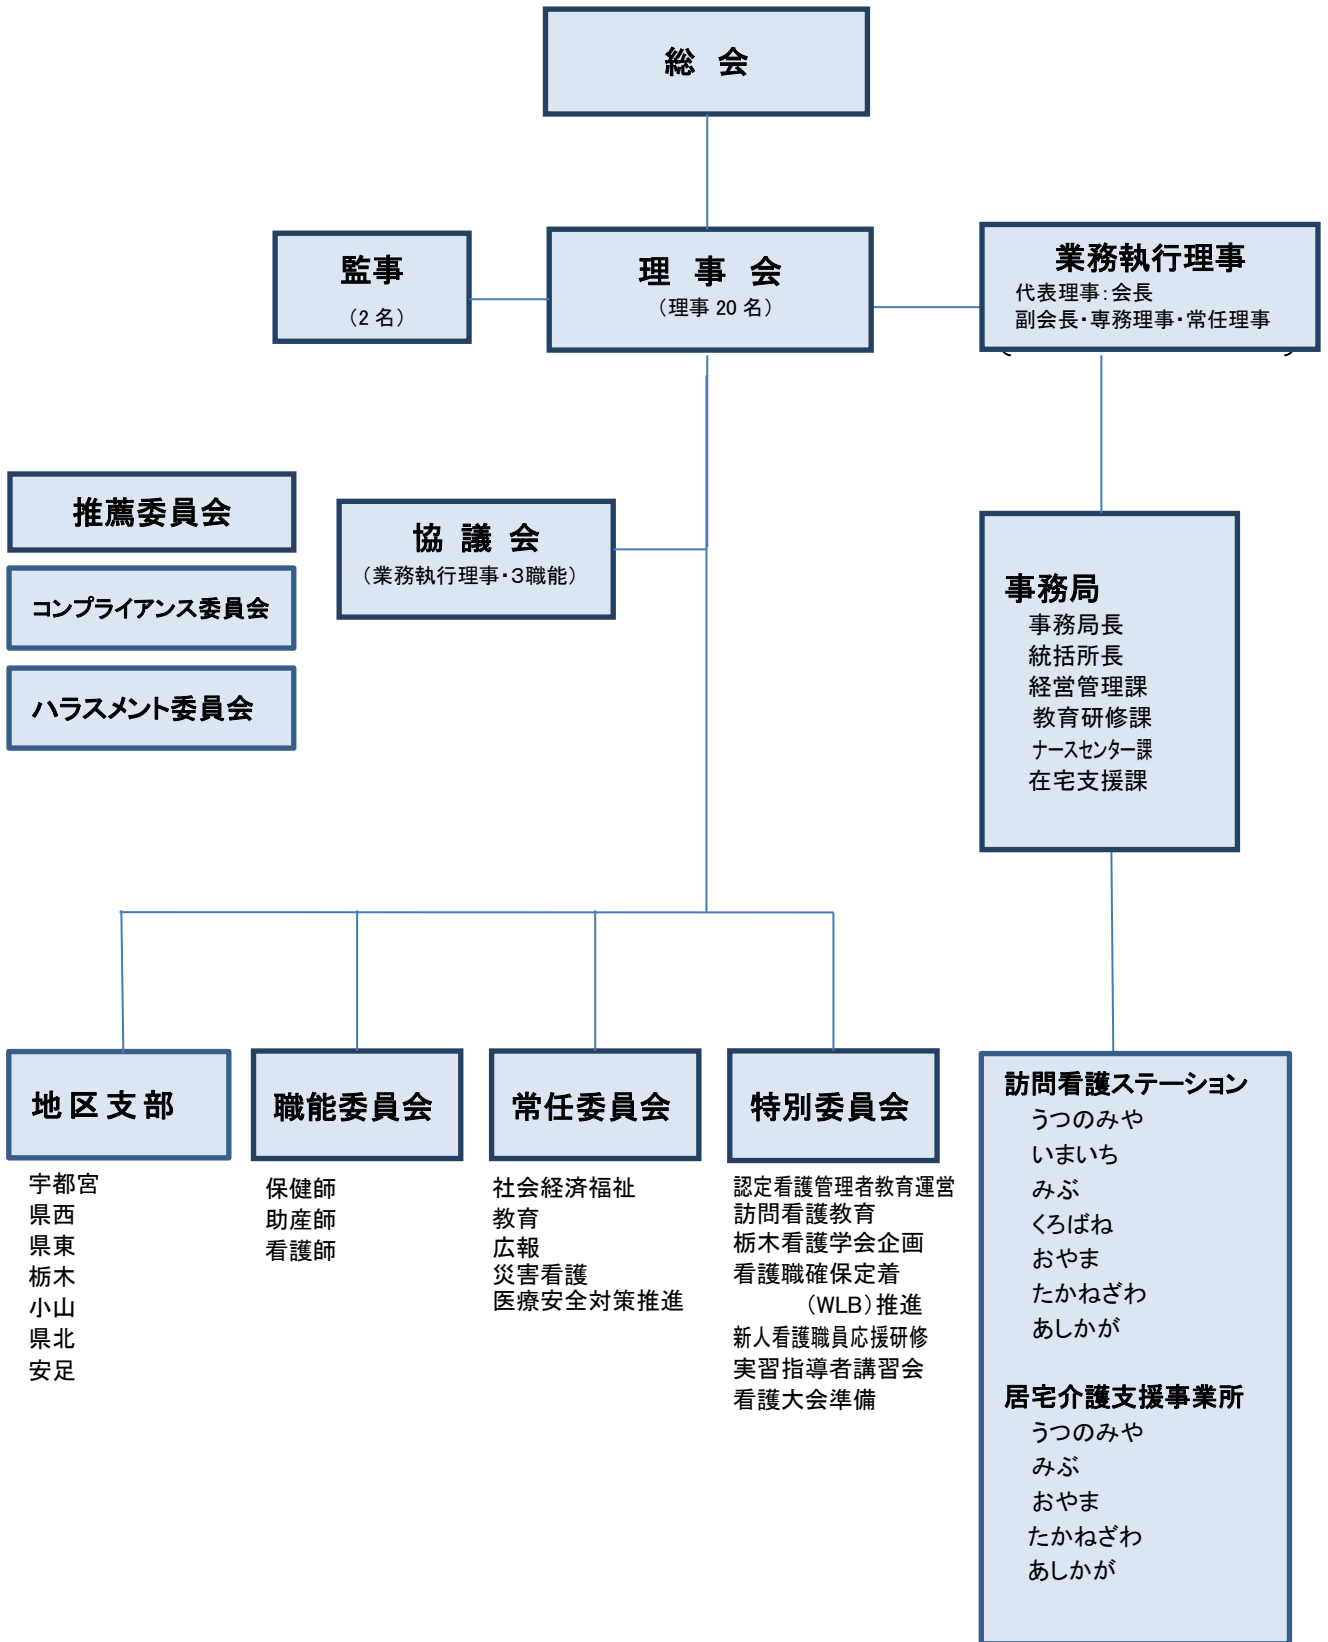 総 会
監事
（2 名）
理 事 会
（理事 20 名）
業務執行理事
代表理事：会長
副会長・専務理事・常任理事
推薦委員会
コンプライアンス委員会
ハラスメント委員会
協 議 会
（業務執行理事・３職能）
事務局
事務局長
統括所長
経営管理課
教育研修課
ナースセンター課
在宅支援課
地 区 支 部
宇都宮
県西
県東
栃木
小山
県北
安足
職能委員会
保健師
助産師
看護師
常任委員会
社会経済福祉
教育
広報
災害看護
医療安全対策推進
特別委員会
認定看護管理者教育運営
訪問看護教育
栃木看護学会企画
看護職確保定着
（WLB）推進
新人看護職員応援研修
実習指導者講習会
看護大会準備
訪問看護ステーション
うつのみや
いまいち
みぶ
くろばね
おやま
たかねざわ
あしかが
居宅介護支援事業所
うつのみや
みぶ
おやま
たかねざわ
あしかが